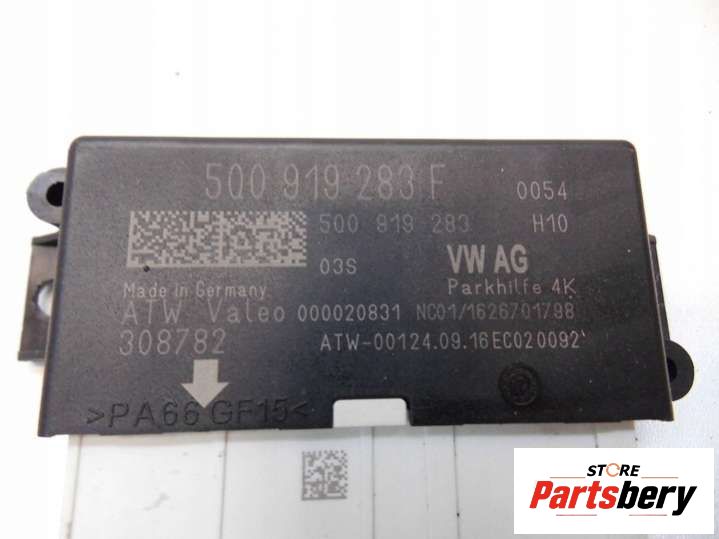 5Q0 919 283 F
0054
5Q0 919 283
H10
03S
VW AG
Made in Germany
Parkhilfe 4K
ATW Valeo 000020831 NC01/1626701798
308782
ATW-00124.09.16EC020092
>PA66 GF15<
STORE
Partsbery